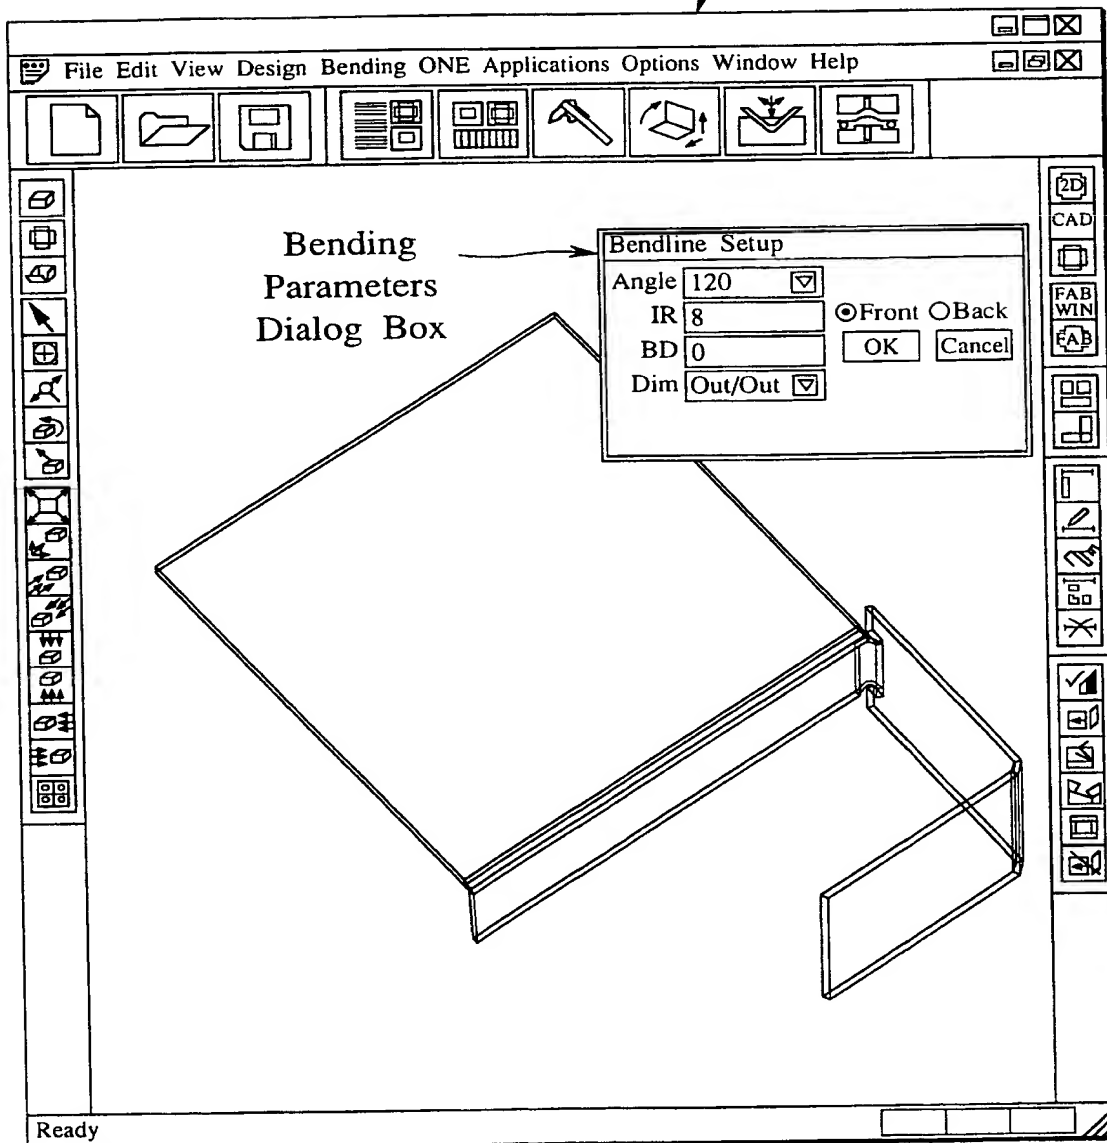 File Edit View Design Bending ONE Applications Options Window Help
2D
CAD
FAB
WIN
FAB
Bending
Parameters
Dialog Box
Bendline Setup
Angle 120
IR 8
Front Back
BD 0
OK Cancel
Dim Out/Out
Ready